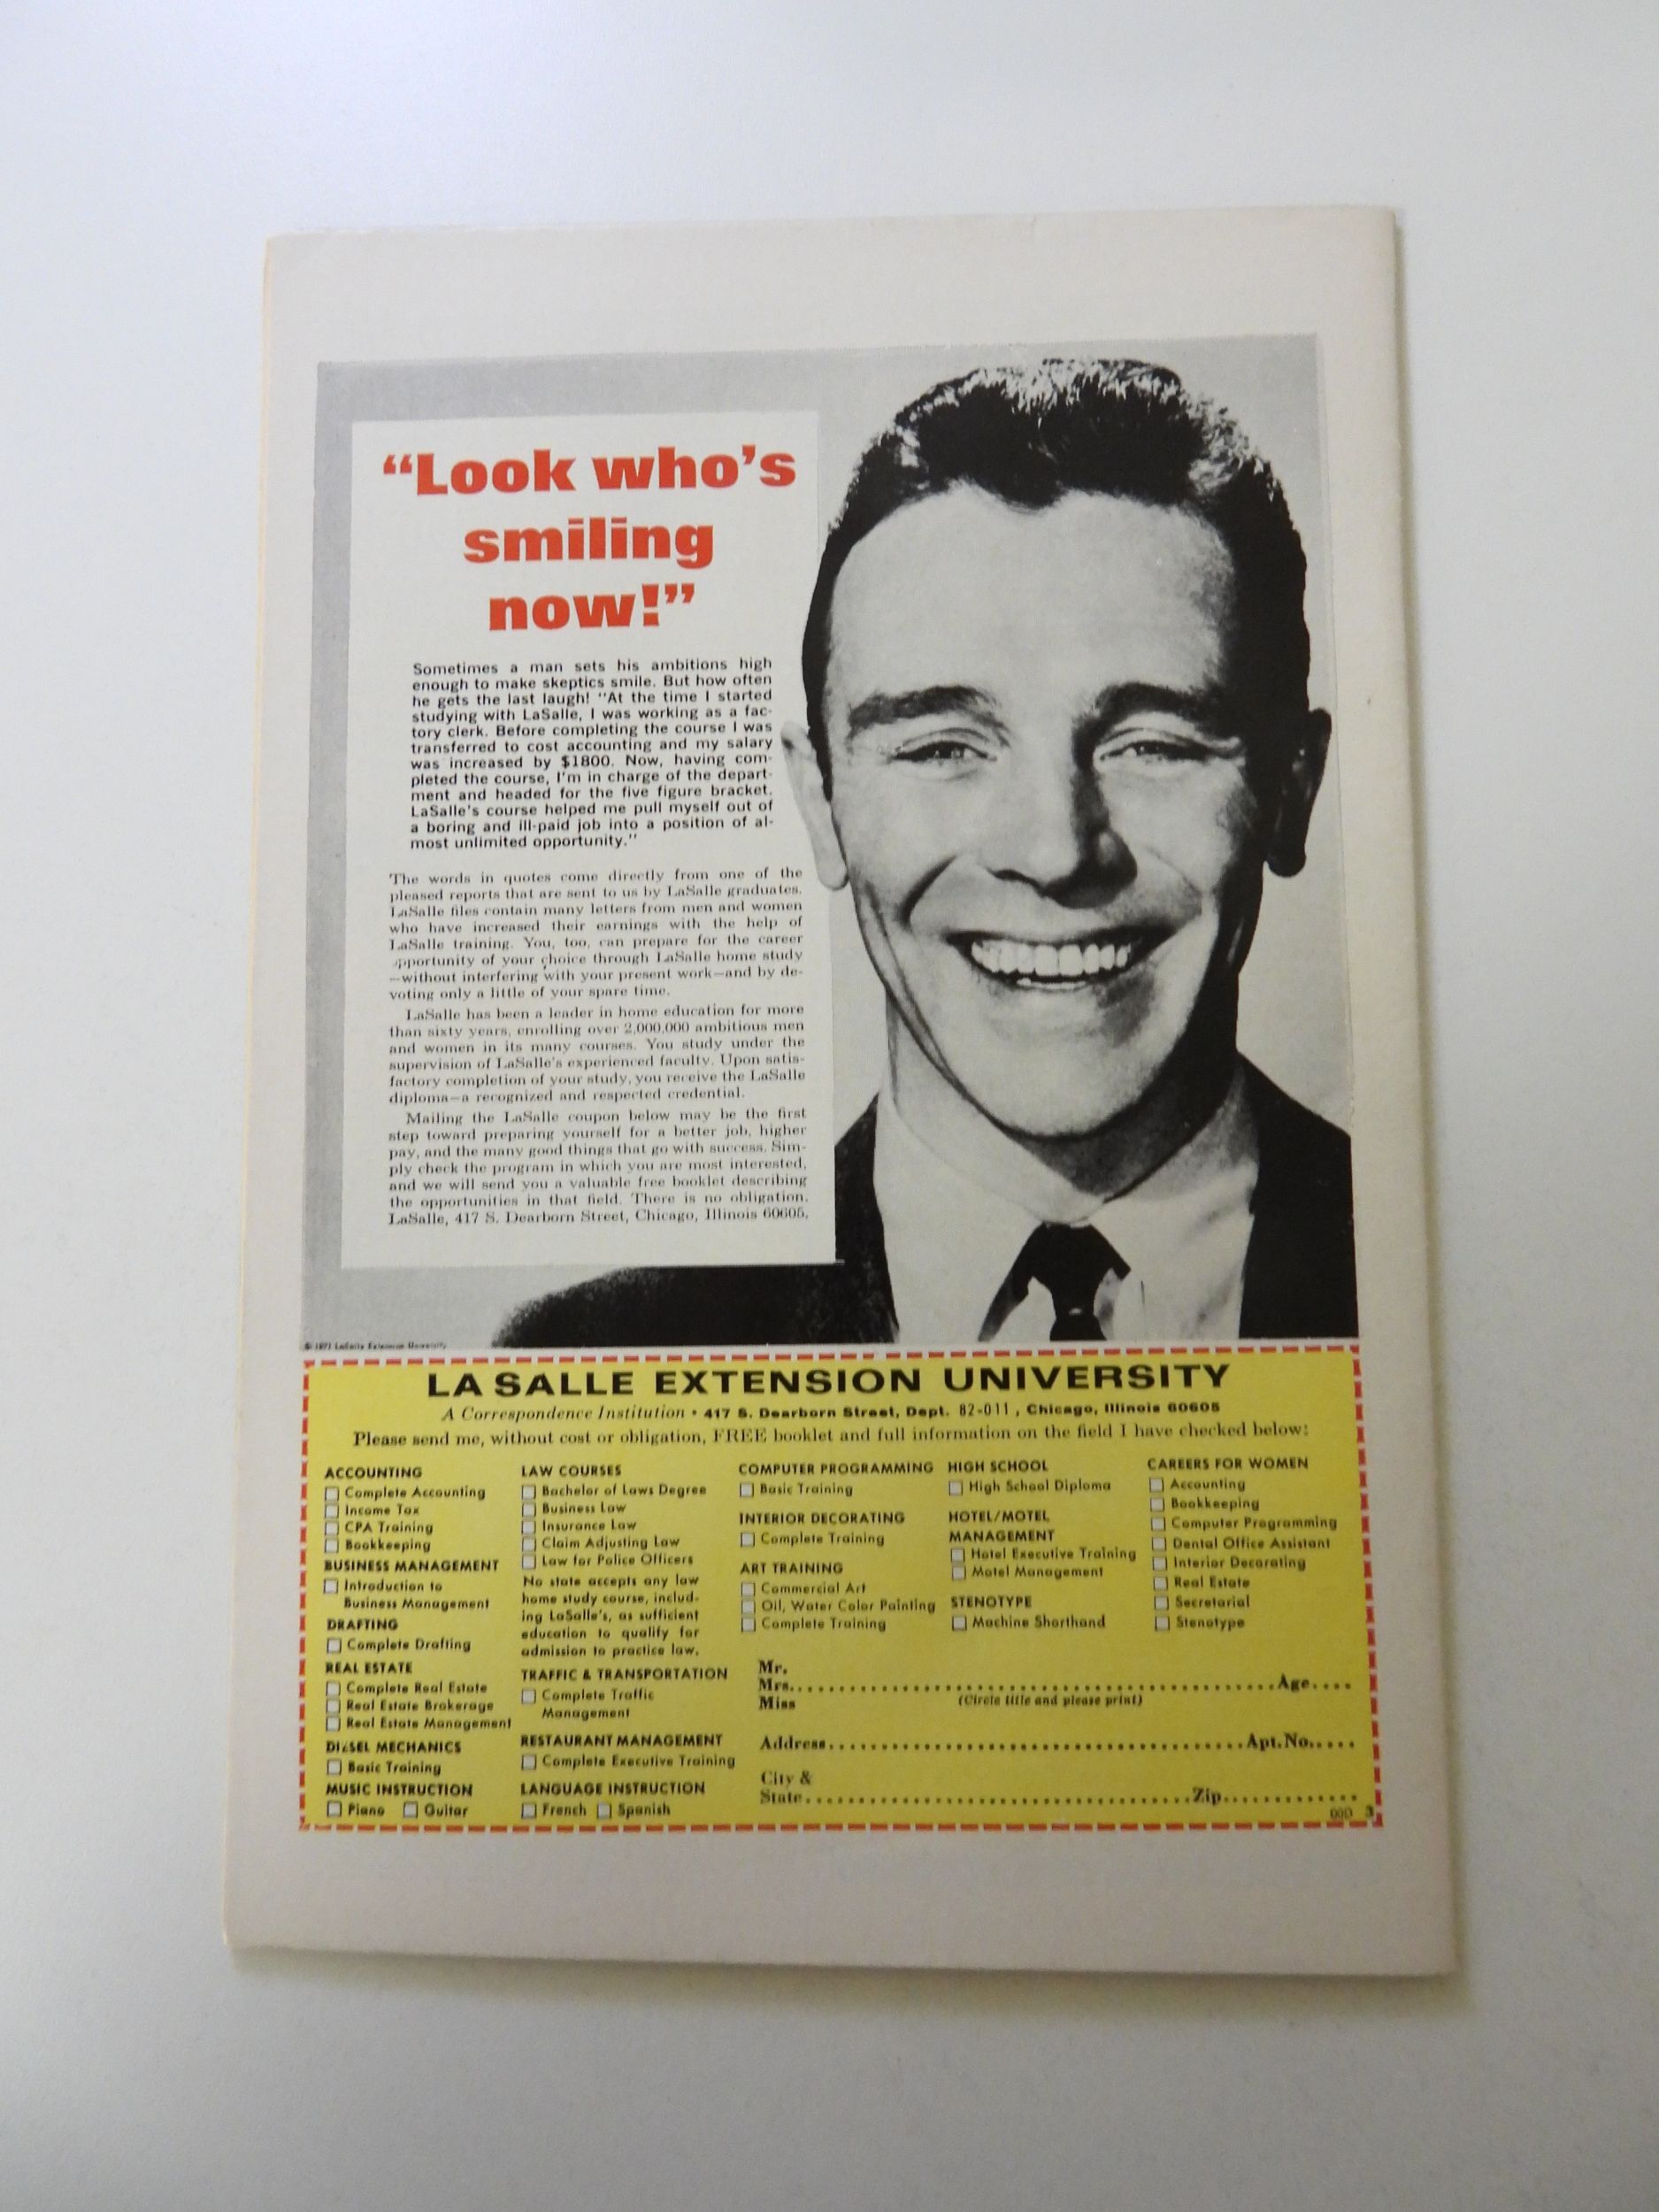 “Look who’s
smiling
now!”
Sometimes a man sets his ambitions high
enough to make skeptics smile. But how often
he gets the last laugh! “At the time I started
studying with LaSalle, I was working as a fac-
tory clerk. Before completing the course I was
transferred to cost accounting and my salary
was increased by $1800. Now, having com-
pleted the course, I’m in charge of the depart-
ment and headed for the five figure bracket.
LaSalle’s course helped me pull myself out of
a boring and ill-paid job into a position of al-
most unlimited opportunity.”
The words in quotes come directly from one of the
pleased reports that are sent to us by LaSalle graduates.
LaSalle files contain many letters from men and women
who have increased their earnings with the help of
LaSalle training. You, too, can prepare for the career
opportunity of your choice through LaSalle home study
—without interfering with your present work—and by de-
voting only a little of your spare time.
LaSalle has been a leader in home education for more
than sixty years, enrolling over 2,000,000 ambitious men
and women in its many courses. You study under the
supervision of LaSalle’s experienced faculty. Upon satis-
factory completion of your study, you receive the LaSalle
diploma—a recognized and respected credential.
Mailing the LaSalle coupon below may be the first
step toward preparing yourself for a better job, higher
pay, and the many good things that go with success. Sim-
ply check the program in which you are most interested,
and we will send you a valuable free booklet describing
the opportunities in that field. There is no obligation.
LaSalle, 417 S. Dearborn Street, Chicago, Illinois 60605.
© 1971 LaSalle Extension University
LA SALLE EXTENSION UNIVERSITY
A Correspondence Institution • 417 S. Dearborn Street, Dept. 82-011, Chicago, Illinois 60605
Please send me, without cost or obligation, FREE booklet and full information on the field I have checked below:
ACCOUNTING
Complete Accounting
Income Tax
CPA Training
Bookkeeping
BUSINESS MANAGEMENT
Introduction to
Business Management
DRAFTING
Complete Drafting
REAL ESTATE
Complete Real Estate
Real Estate Brokerage
Real Estate Management
DIESEL MECHANICS
Basic Training
MUSIC INSTRUCTION
Piano Guitar
LAW COURSES
Bachelor of Laws Degree
Business Law
Insurance Law
Claim Adjusting Law
Law for Police Officers
No state accepts any law
home study course, includ-
ing LaSalle’s, as sufficient
education to qualify for
admission to practice law.
TRAFFIC & TRANSPORTATION
Complete Traffic
Management
RESTAURANT MANAGEMENT
Complete Executive Training
LANGUAGE INSTRUCTION
French Spanish
COMPUTER PROGRAMMING
Basic Training
INTERIOR DECORATING
Complete Training
ART TRAINING
Commercial Art
Oil, Water Color Painting
Complete Training
HIGH SCHOOL
High School Diploma
HOTEL/MOTEL
MANAGEMENT
Hotel Executive Training
Motel Management
STENOTYPE
Machine Shorthand
CAREERS FOR WOMEN
Accounting
Bookkeeping
Computer Programming
Dental Office Assistant
Interior Decorating
Real Estate
Secretarial
Stenotype
Mr.
Mrs. Age
Miss (Circle title and please print)
Address Apt. No.
City &
State Zip
3